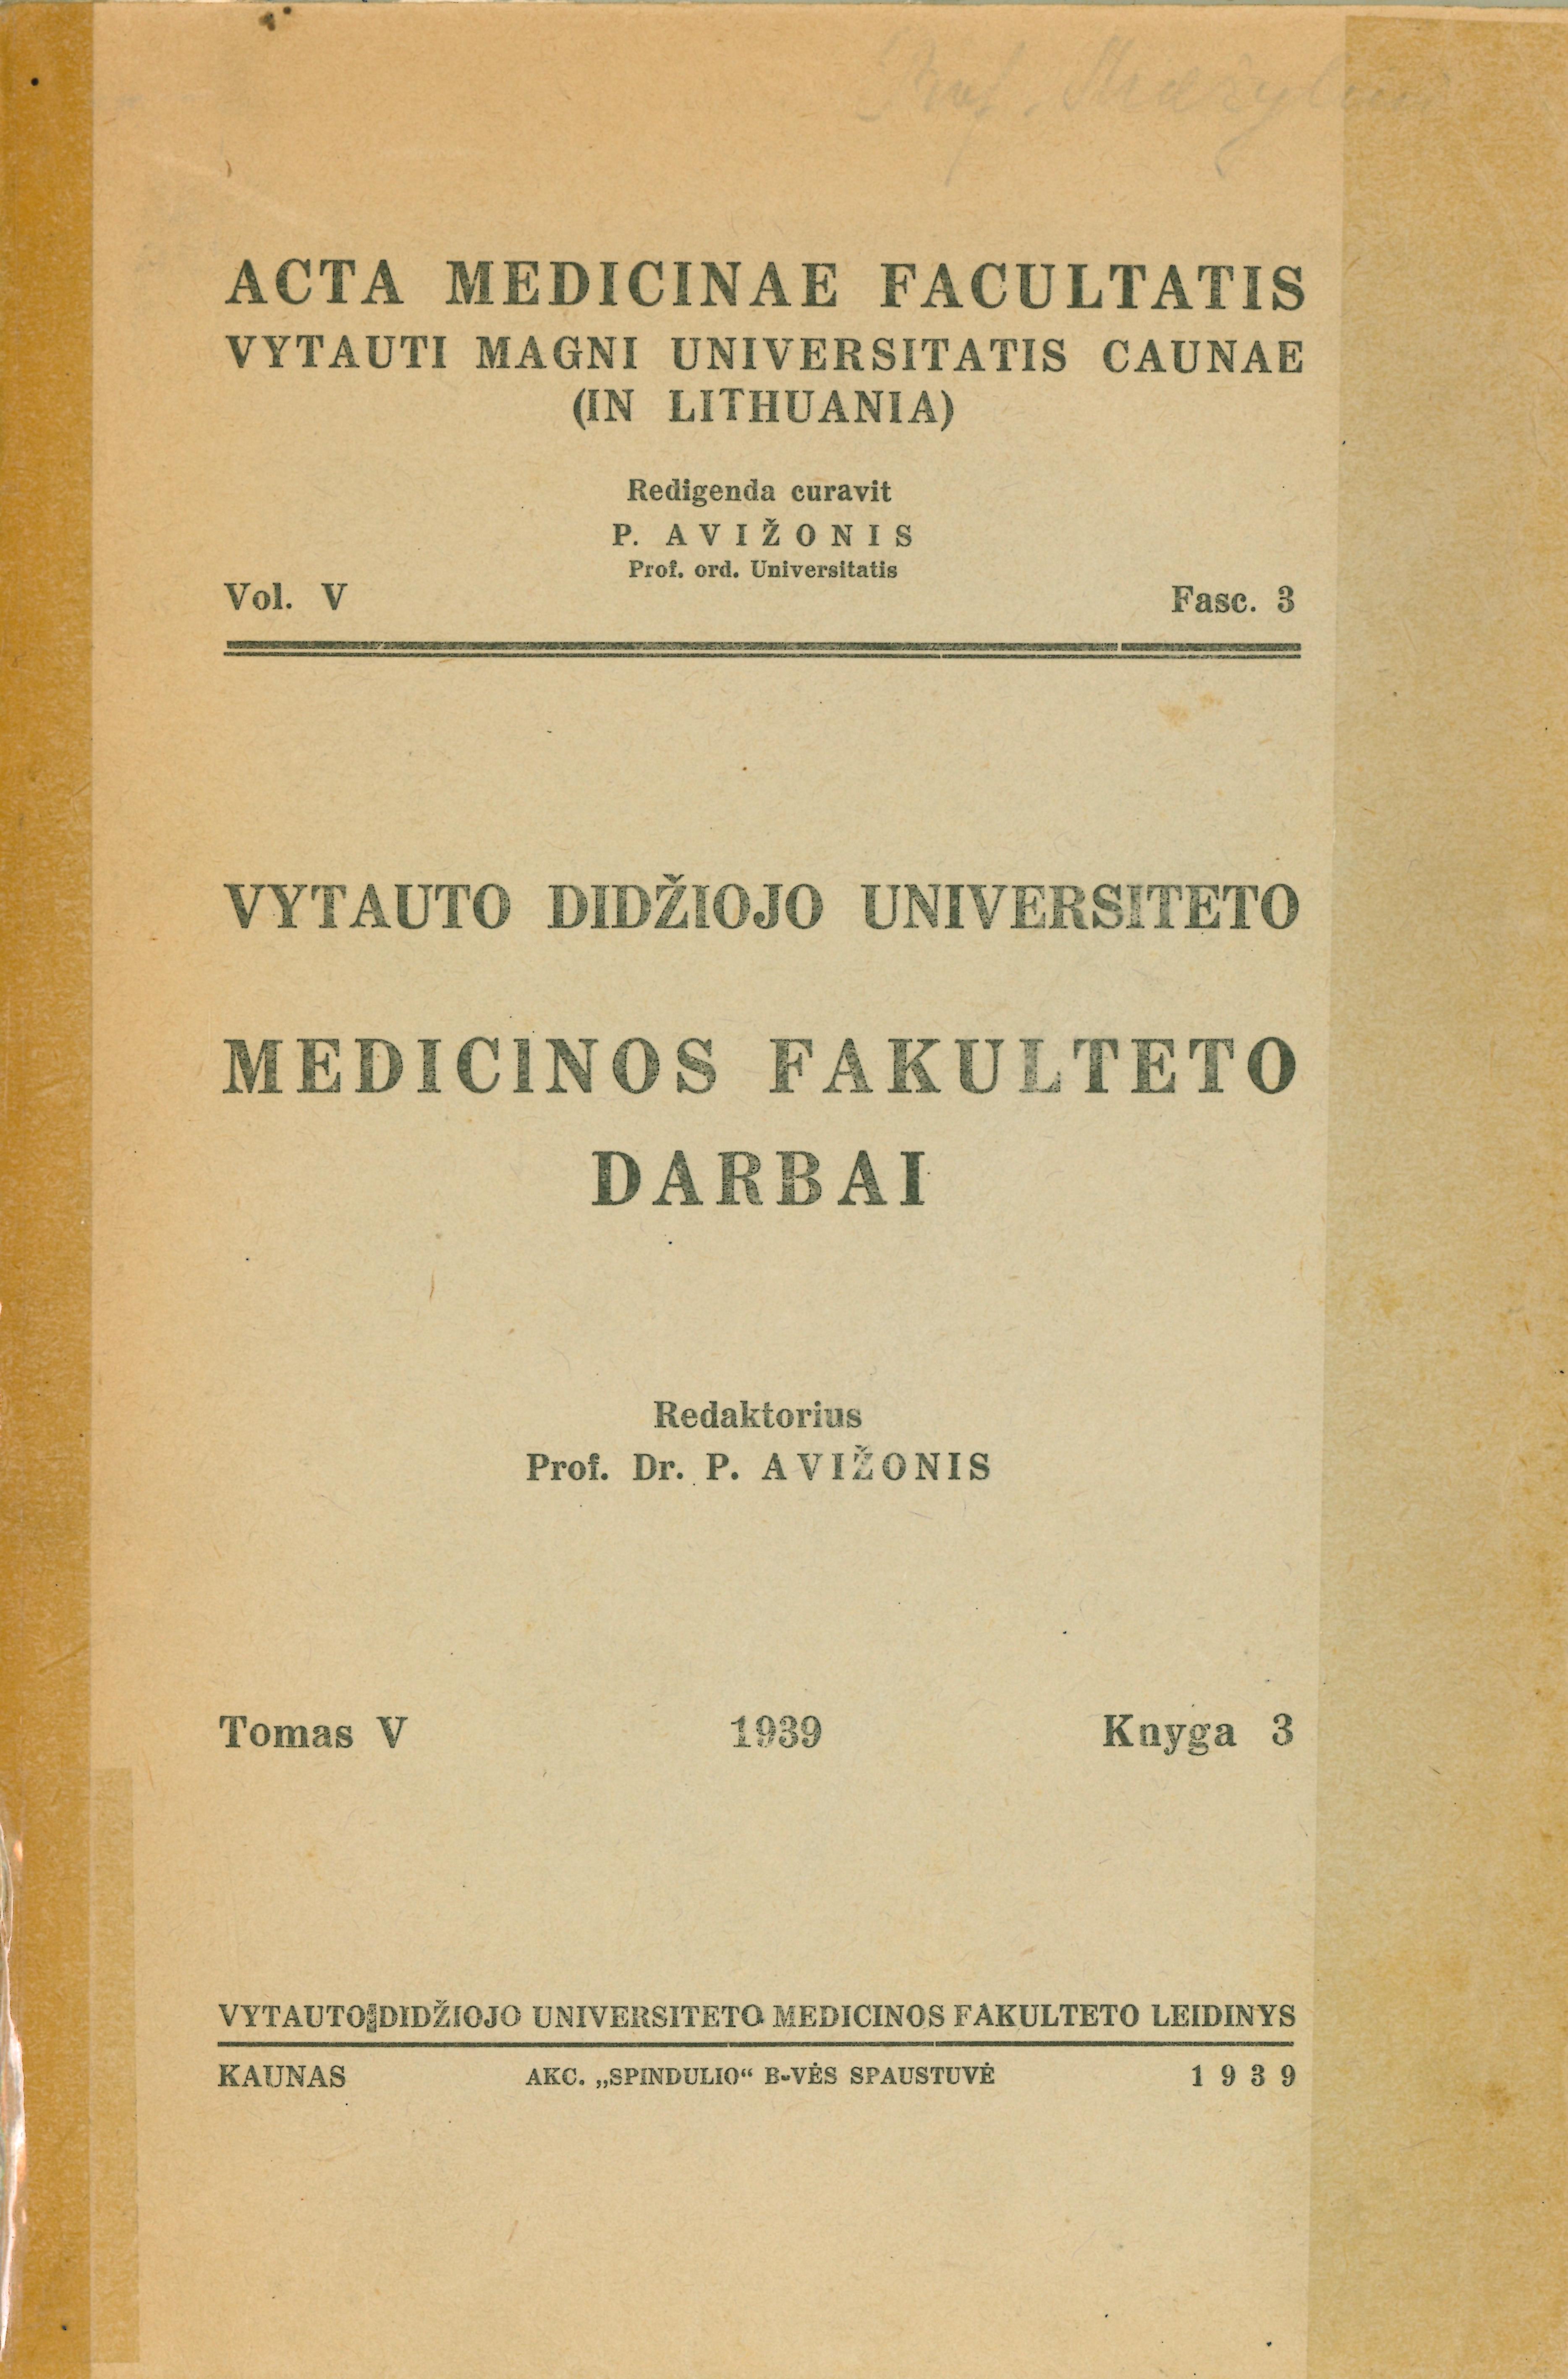 Prof.
ACTA MEDICINAE FACULTATIS
VYTAUTI MAGNI UNIVERSITATIS CAUNAE
(IN LITHUANIA)
Redigenda curavit
P. AVIŽONIS
Prof. ord. Universitatis
Vol. V Fasc. 3
VYTAUTO DIDŽIOJO UNIVERSITETO
MEDICINOS FAKULTETO
DARBAI
Redaktorius
Prof. Dr. P. AVIŽONIS
Tomas V 1939 Knyga 3
VYTAUTO DIDŽIOJO UNIVERSITETO MEDICINOS FAKULTETO LEIDINYS
KAUNAS AKC. „SPINDULIO“ B-VĖS SPAUSTUVĖ 1939